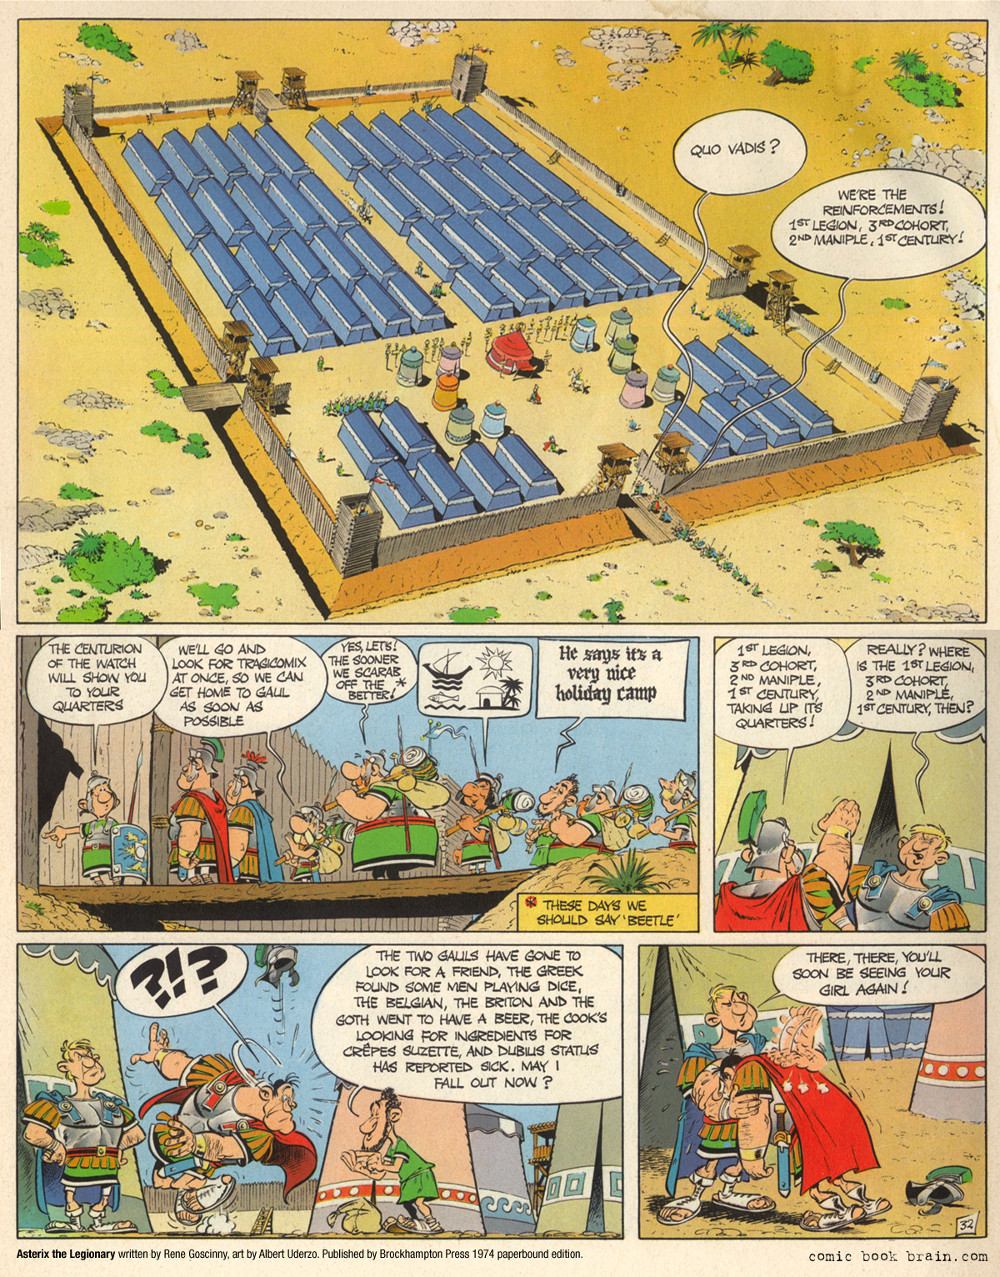 QUO VADIS?
WE'RE THE
REINFORCEMENTS!
1ST LEGION, 3RD COHORT,
2ND MANIPLE, 1ST CENTURY!
THE CENTURION
OF THE WATCH
WILL SHOW YOU
TO YOUR
QUARTERS
WE'LL GO AND
LOOK FOR TRAGICOMIX
AT ONCE, SO WE CAN
GET HOME TO GAUL
AS SOON AS
POSSIBLE
YES, LET'S!
THE SOONER
WE SCARAB
OFF THE *
BETTER!
He says it's a
very nice
holiday camp
* THESE DAYS WE
SHOULD SAY 'BEETLE'
1ST LEGION,
3RD COHORT,
2ND MANIPLE,
1ST CENTURY,
TAKING UP ITS
QUARTERS!
REALLY? WHERE
IS THE 1ST LEGION,
3RD COHORT,
2ND MANIPLE,
1ST CENTURY, THEN?
?!?
THE TWO GAULS HAVE GONE TO
LOOK FOR A FRIEND, THE GREEK
FOUND SOME MEN PLAYING DICE,
THE BELGIAN, THE BRITON AND THE
GOTH WENT TO HAVE A BEER, THE COOK'S
LOOKING FOR INGREDIENTS FOR
CRÊPES SUZETTE, AND DUBIUS STATUS
HAS REPORTED SICK. MAY I
FALL OUT NOW?
THERE, THERE, YOU'LL
SOON BE SEEING YOUR
GIRL AGAIN!
32
Asterix the Legionary written by Rene Goscinny, art by Albert Uderzo. Published by Brockhampton Press 1974 paperbound edition.
comic book brain.com